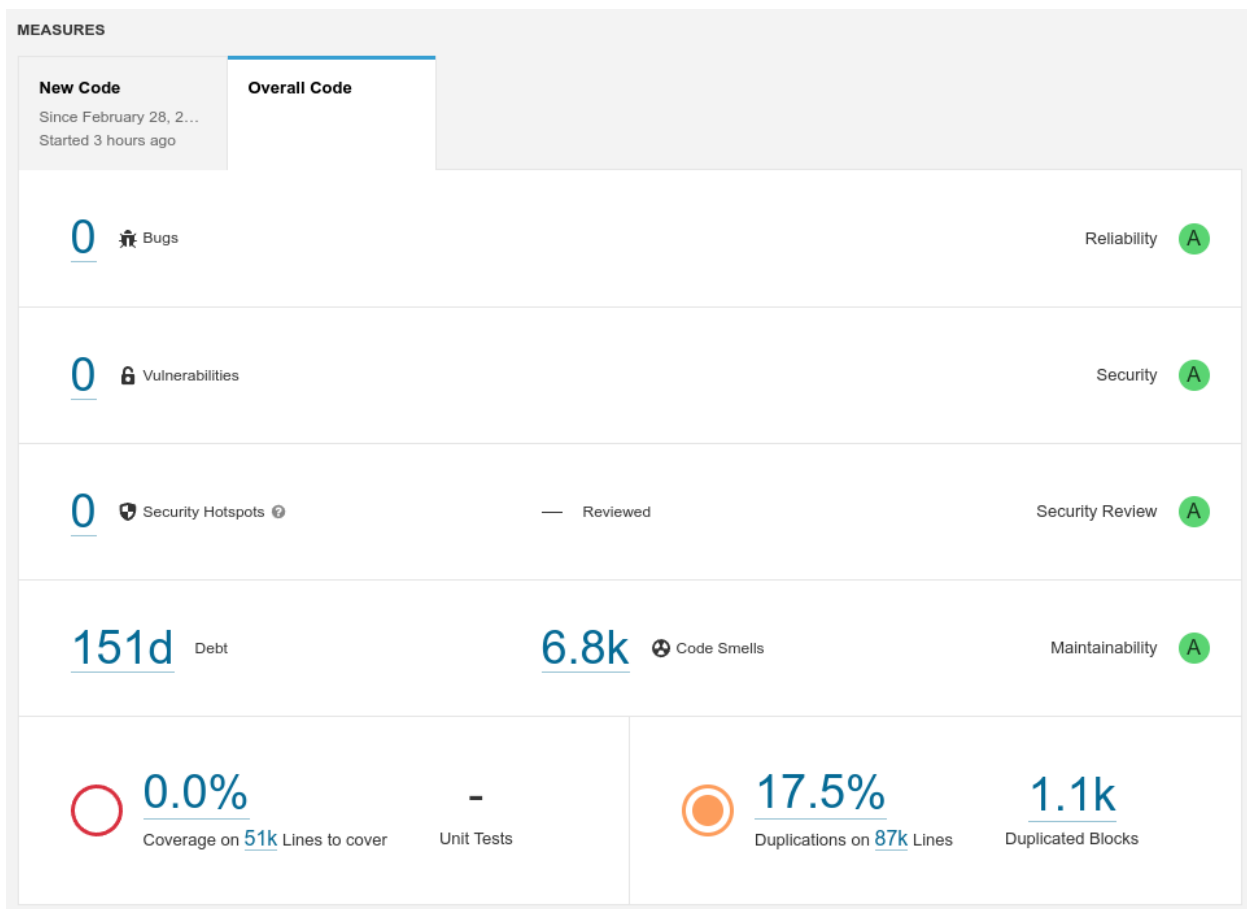 MEASURES
New Code
Since February 28, 2...
Started 3 hours ago
Overall Code
0 Bugs Reliability A
0 Vulnerabilities Security A
0 Security Hotspots ? — Reviewed Security Review A
151d Debt 6.8k Code Smells Maintainability A
0.0%
Coverage on 51k Lines to cover
-
Unit Tests
17.5%
Duplications on 87k Lines
1.1k
Duplicated Blocks